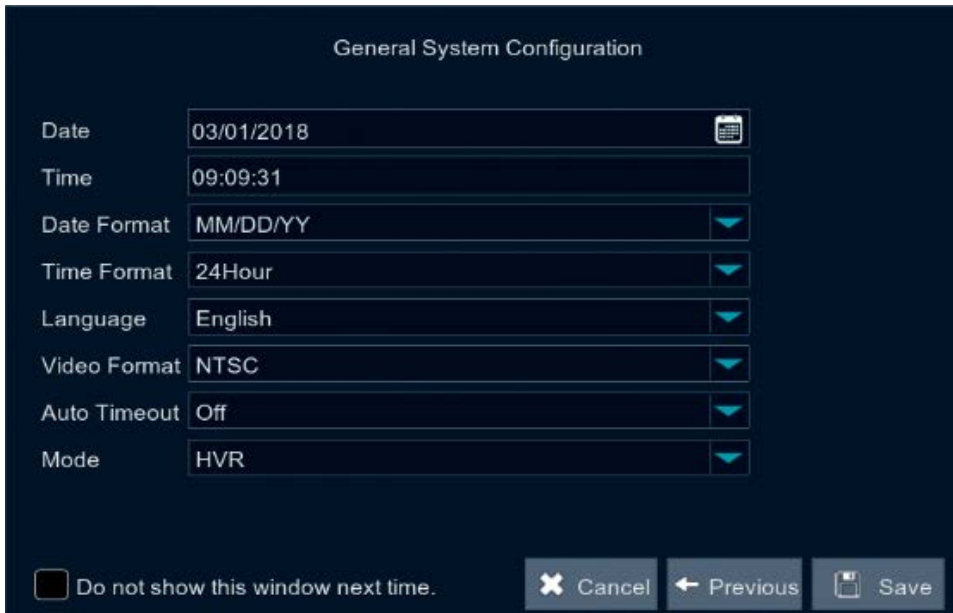 General System Configuration
Date 03/01/2018
Time 09:09:31
Date Format MM/DD/YY
Time Format 24Hour
Language English
Video Format NTSC
Auto Timeout Off
Mode HVR
Do not show this window next time. Cancel Previous Save